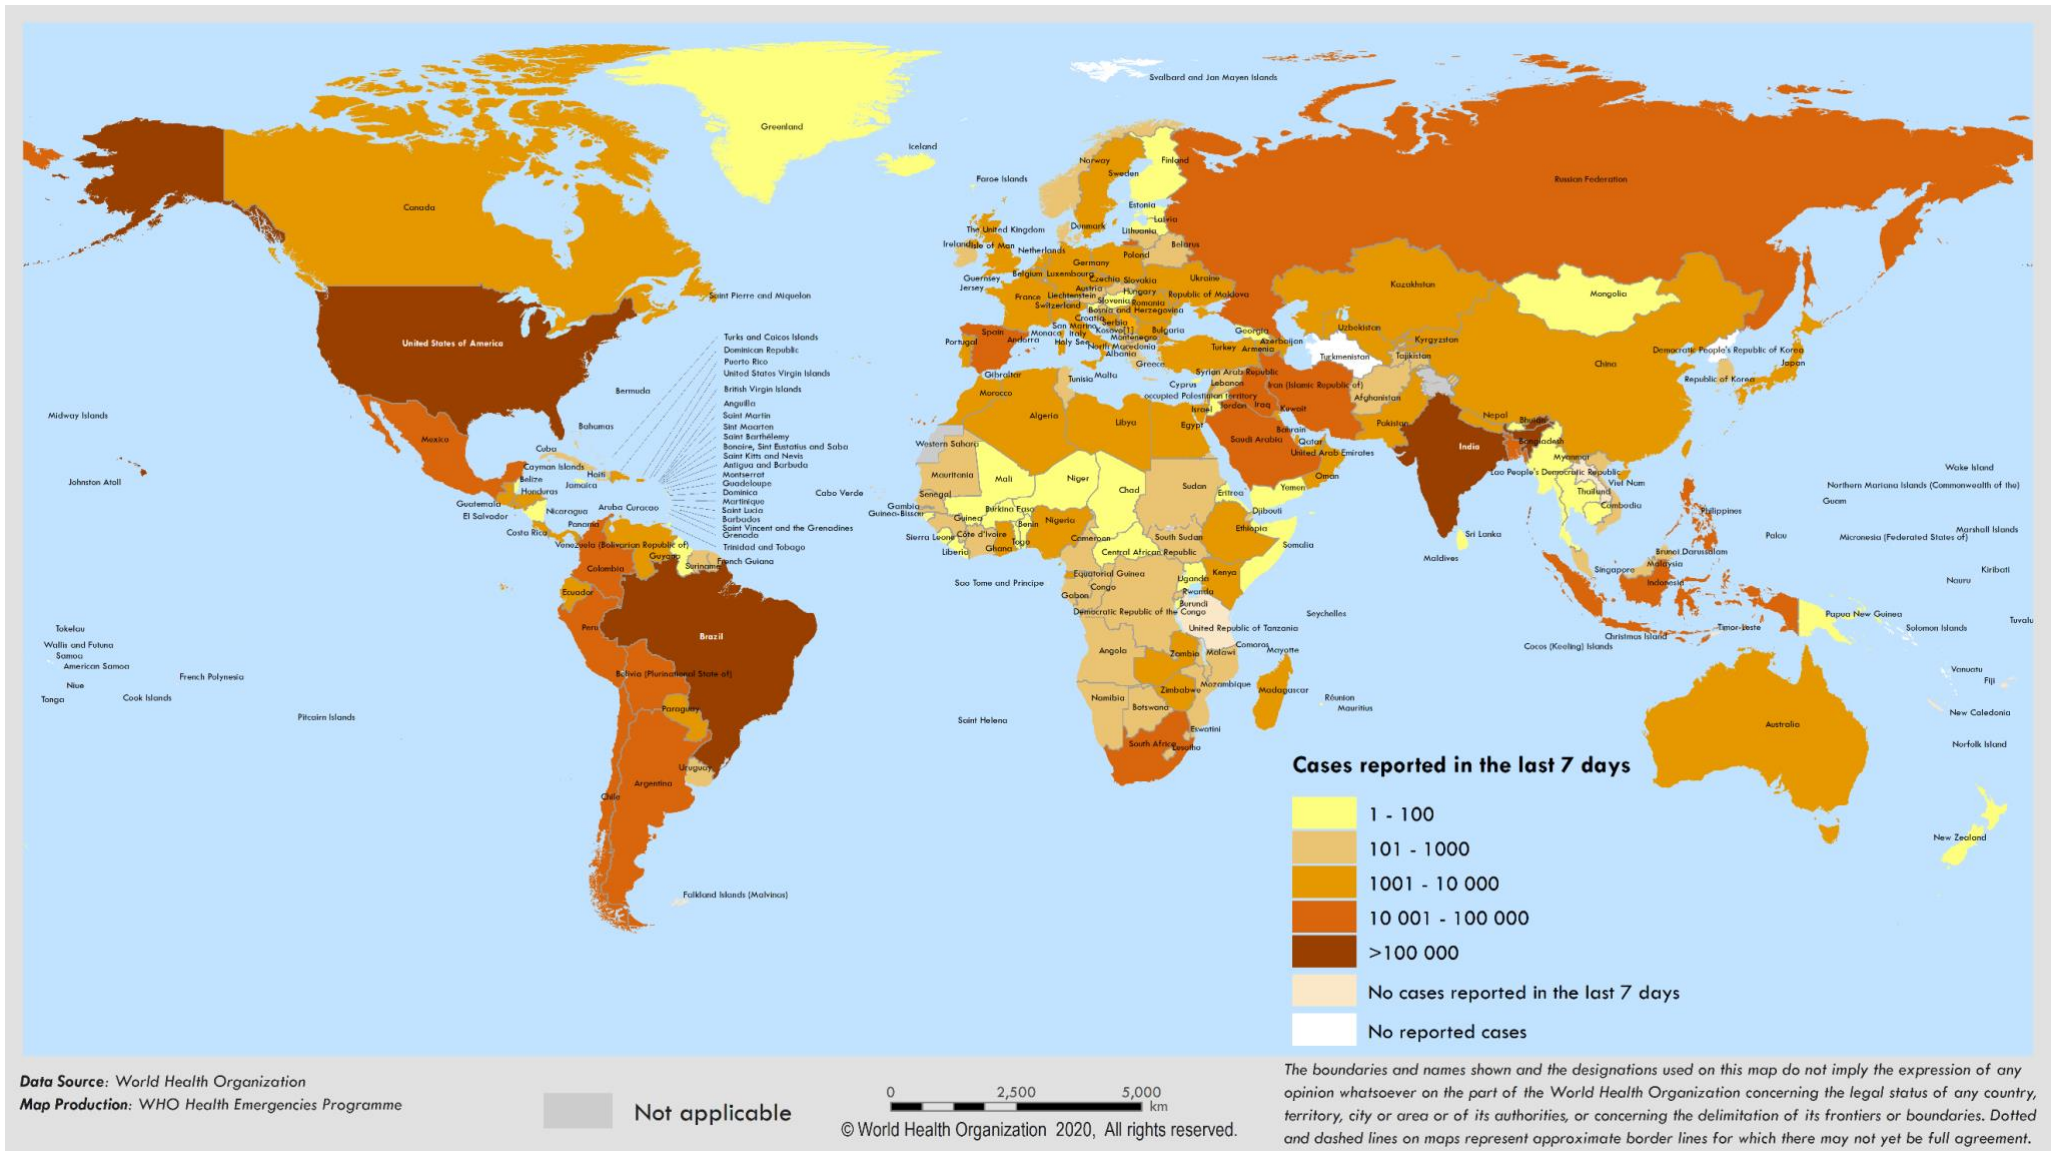 Svalbard and Jan Mayen Islands
Greenland
Iceland
Norway
Finland
Sweden
Faroe Islands
Russian Federation
Canada
Estonia
Latvia
The United Kingdom
Denmark
Lithuania
Ireland
Isle of Man
Netherlands
Belarus
Poland
Germany
Guernsey
Jersey
Belgium
Luxembourg
Czechia
Slovakia
Ukraine
Kazakhstan
Mongolia
Austria
Hungary
France
Liechtenstein
Slovenia
Romania
Republic of Moldova
Switzerland
Bosnia and Herzegovina
Saint Pierre and Miquelon
Croatia
Serbia
San Marino
Kosovo[1]
Bulgaria
Georgia
Uzbekistan
Spain
Monaco
Italy
Montenegro
Azerbaijan
Kyrgyzstan
Portugal
Andorra
Holy See
North Macedonia
Albania
Turkey
Armenia
Turkmenistan
Tajikistan
Democratic People's Republic of Korea
Greece
China
Japan
United States of America
Turks and Caicos Islands
Dominican Republic
Puerto Rico
United States Virgin Islands
British Virgin Islands
Anguilla
Saint Martin
Sint Maarten
Saint Barthélemy
Bonaire, Sint Eustatius and Saba
Saint Kitts and Nevis
Antigua and Barbuda
Montserrat
Guadeloupe
Dominica
Martinique
Saint Lucia
Barbados
Saint Vincent and the Grenadines
Grenada
Trinidad and Tobago
Bermuda
Gibraltar
Tunisia
Malta
Cyprus
Syrian Arab Republic
Lebanon
Iran (Islamic Republic of)
Afghanistan
Republic of Korea
Morocco
occupied Palestinian territory
Israel
Jordan
Iraq
Kuwait
Algeria
Libya
Egypt
Pakistan
Nepal
Bhutan
Midway Islands
Bahamas
Bahrain
Qatar
Saudi Arabia
United Arab Emirates
India
Bangladesh
Mexico
Cuba
Western Sahara
Oman
Myanmar
Lao People's Democratic Republic
Viet Nam
Wake Island
Cayman Islands
Haiti
Belize
Jamaica
Honduras
Johnston Atoll
Mauritania
Mali
Niger
Chad
Sudan
Eritrea
Yemen
Thailand
Northern Mariana Islands (Commonwealth of the)
Guam
Cabo Verde
Senegal
Guatemala
El Salvador
Nicaragua
Aruba
Curacao
Gambia
Guinea-Bissau
Burkina Faso
Guinea
Benin
Nigeria
Djibouti
Cambodia
Philippines
Costa Rica
Panama
Sierra Leone
Côte d'Ivoire
Liberia
Ghana
Togo
Cameroon
South Sudan
Ethiopia
Somalia
Sri Lanka
Maldives
Palau
Marshall Islands
Micronesia (Federated States of)
Venezuela (Bolivarian Republic of)
Guyana
Suriname
French Guiana
Central African Republic
Brunei Darussalam
Malaysia
Singapore
Indonesia
Colombia
Ecuador
Sao Tome and Principe
Equatorial Guinea
Congo
Gabon
Uganda
Kenya
Rwanda
Burundi
Democratic Republic of the Congo
Kiribati
Nauru
Seychelles
Papua New Guinea
Solomon Islands
Tuvalu
Peru
Brazil
United Republic of Tanzania
Christmas Island
Timor-Leste
Cocos (Keeling) Islands
Tokelau
Wallis and Futuna
Samoa
American Samoa
French Polynesia
Niue
Tonga
Cook Islands
Pitcairn Islands
Bolivia (Plurinational State of)
Angola
Zambia
Malawi
Comoros
Mayotte
Vanuatu
Fiji
Paraguay
Saint Helena
Namibia
Botswana
Zimbabwe
Mozambique
Madagascar
Réunion
Mauritius
New Caledonia
Australia
Norfolk Island
South Africa
Eswatini
Lesotho
Uruguay
Argentina
Chile
New Zealand
Falkland Islands (Malvinas)
Cases reported in the last 7 days
1 - 100
101 - 1000
1001 - 10 000
10 001 - 100 000
>100 000
No cases reported in the last 7 days
No reported cases
Data Source: World Health Organization
Map Production: WHO Health Emergencies Programme
Not applicable
0 2,500 5,000
km
© World Health Organization 2020, All rights reserved.
The boundaries and names shown and the designations used on this map do not imply the expression of any
opinion whatsoever on the part of the World Health Organization concerning the legal status of any country,
territory, city or area or of its authorities, or concerning the delimitation of its frontiers or boundaries. Dotted
and dashed lines on maps represent approximate border lines for which there may not yet be full agreement.